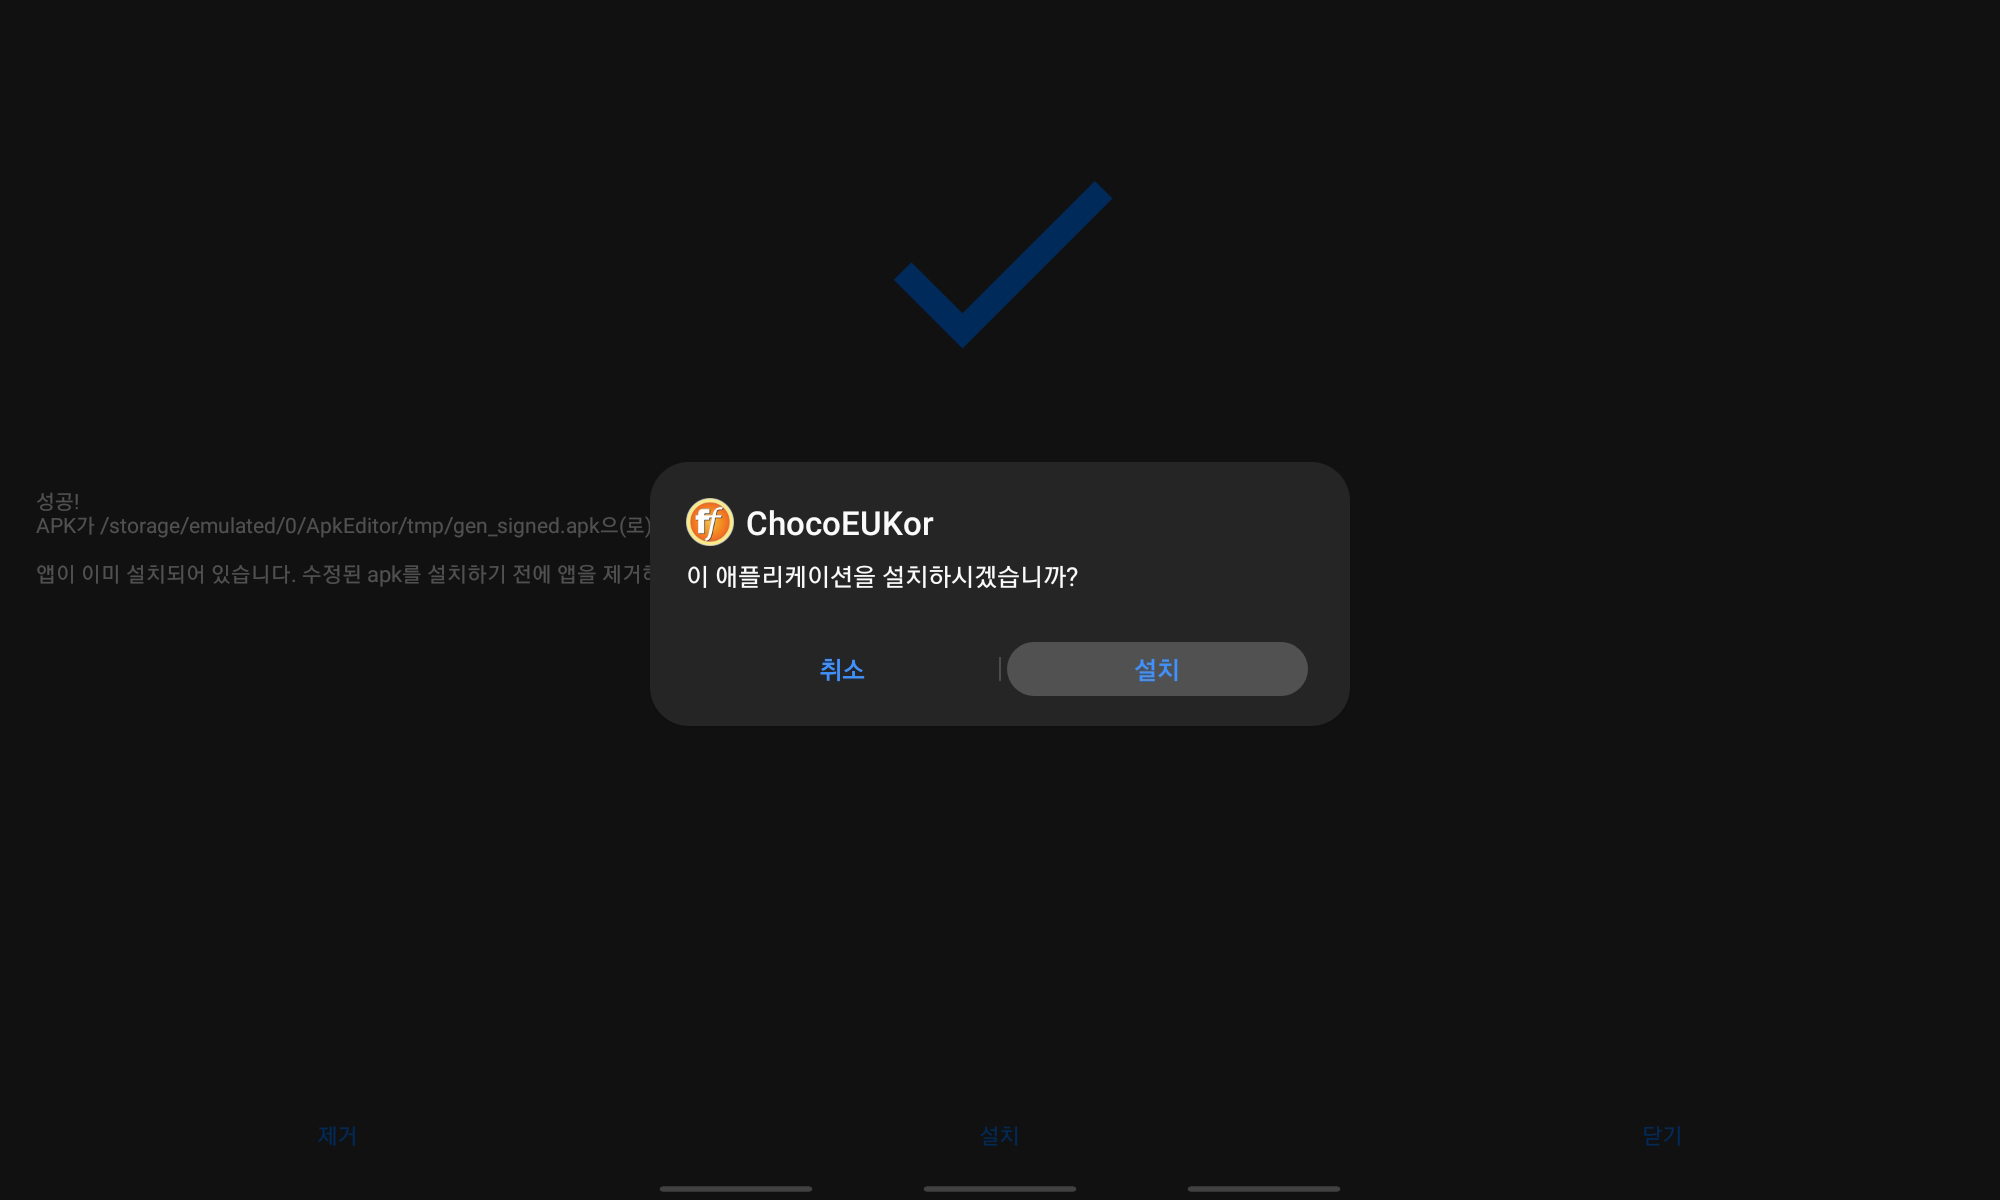 성공!
APK가 /storage/emulated/0/ApkEditor/tmp/gen_signed.apk으(로)
앱이 이미 설치되어 있습니다. 수정된 apk를 설치하기 전에 앱을 제거
ff ChocoEUKor
이 애플리케이션을 설치하시겠습니까?
취소 설치
제거 설치 닫기